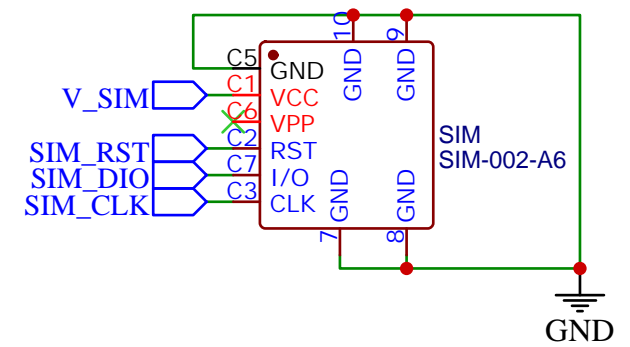 10
9
C5
GND
GND
GND
V_SIM
C1
VCC
C6
VPP
SIM_RST
C2
RST
SIM
SIM_DIO
C7
I/O
SIM-002-A6
SIM_CLK
C3
CLK
GND
GND
7
8
GND